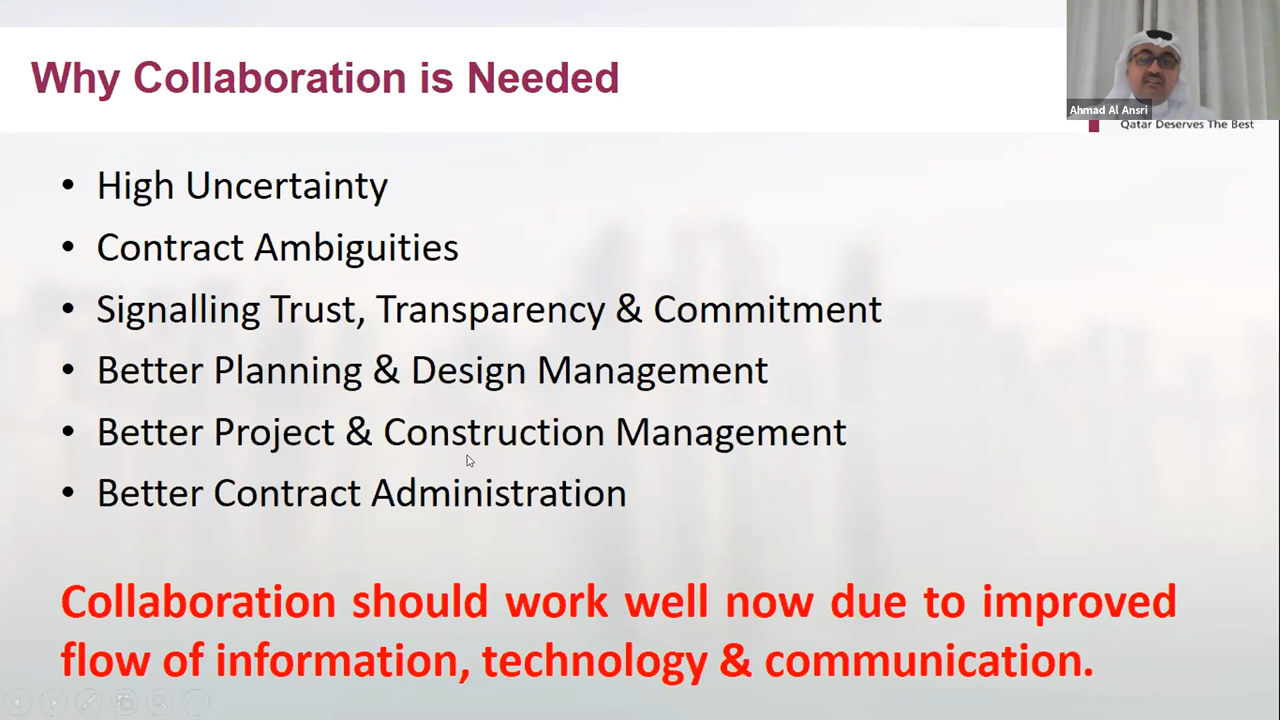 Why Collaboration is Needed
Ahmad Al Ansri
Qatar Deserves The Best
• High Uncertainty
• Contract Ambiguities
• Signalling Trust, Transparency & Commitment
• Better Planning & Design Management
• Better Project & Construction Management
• Better Contract Administration
Collaboration should work well now due to improved
flow of information, technology & communication.